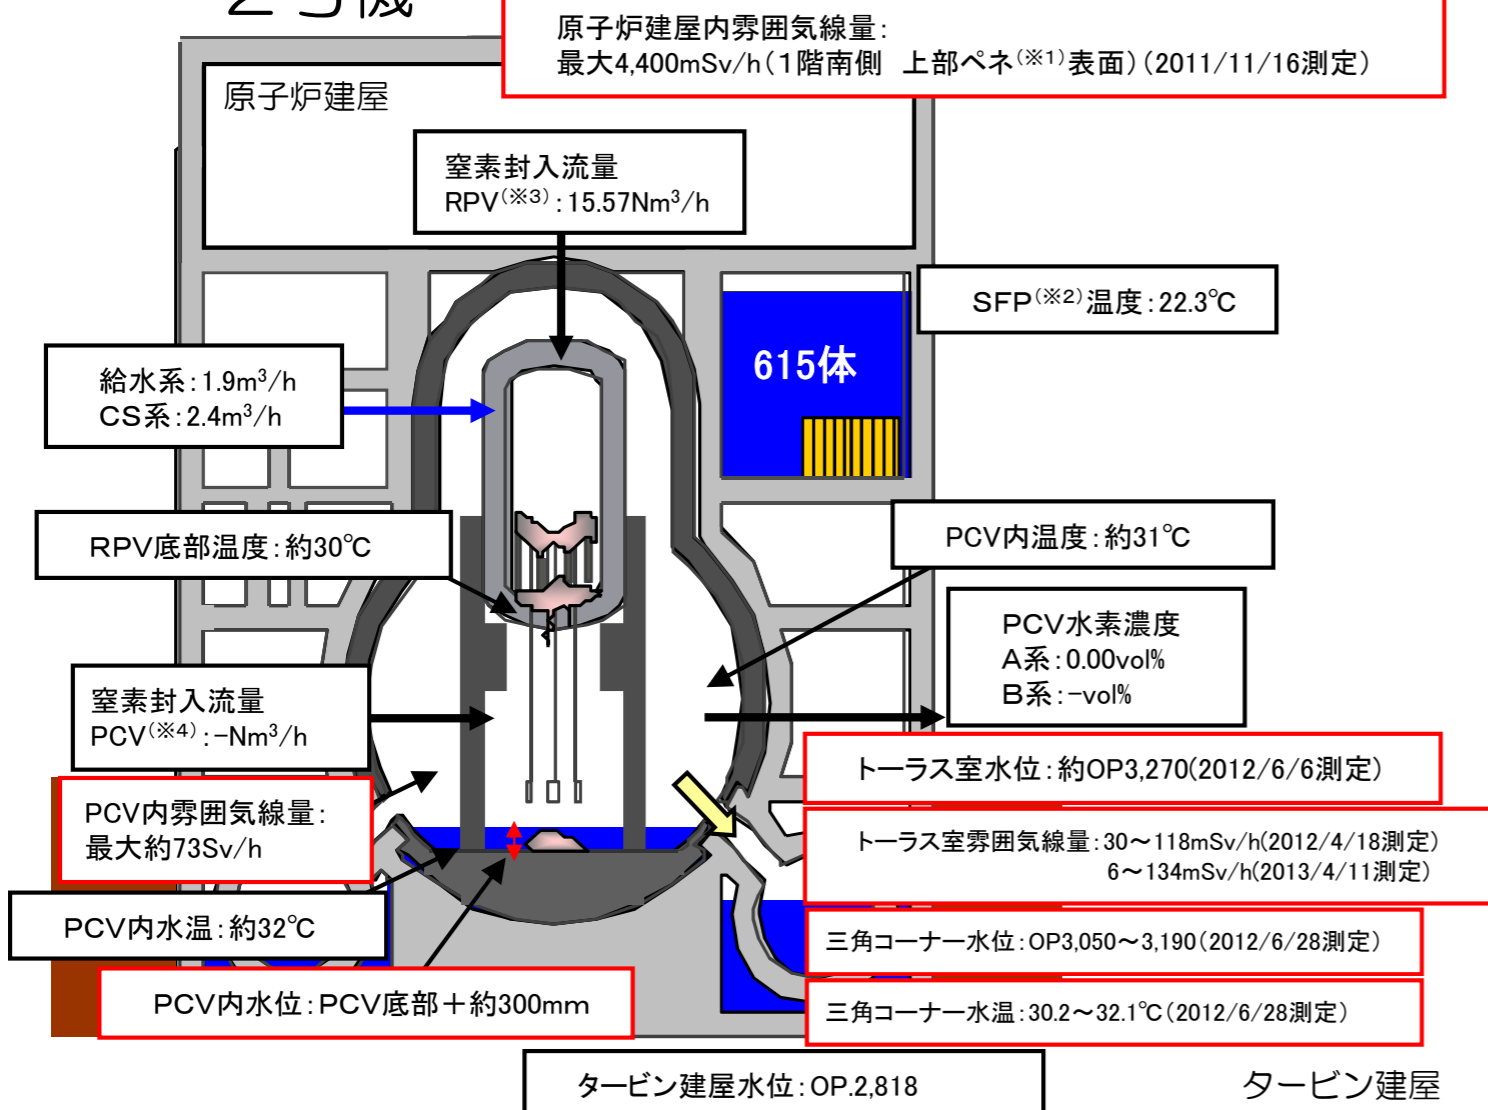 2号機
原子炉建屋内雰囲気線量:
最大4,400mSv/h(1階南側 上部ペネ(※1)表面)(2011/11/16測定)
原子炉建屋
窒素封入流量
RPV(※3):15.57Nm³/h
SFP(※2)温度:22.3℃
615体
給水系:1.9m³/h
CS系:2.4m³/h
RPV底部温度:約30℃
PCV内温度:約31℃
PCV水素濃度
A系:0.00vol%
B系:-vol%
窒素封入流量
PCV(※4):-Nm³/h
トーラス室水位:約OP3,270(2012/6/6測定)
PCV内雰囲気線量:
最大約73Sv/h
トーラス室雰囲気線量:30～118mSv/h(2012/4/18測定)
6～134mSv/h(2013/4/11測定)
PCV内水温:約32℃
三角コーナー水位:OP3,050～3,190(2012/6/28測定)
PCV内水位:PCV底部+約300mm
三角コーナー水温:30.2～32.1℃(2012/6/28測定)
タービン建屋水位:OP.2,818
タービン建屋